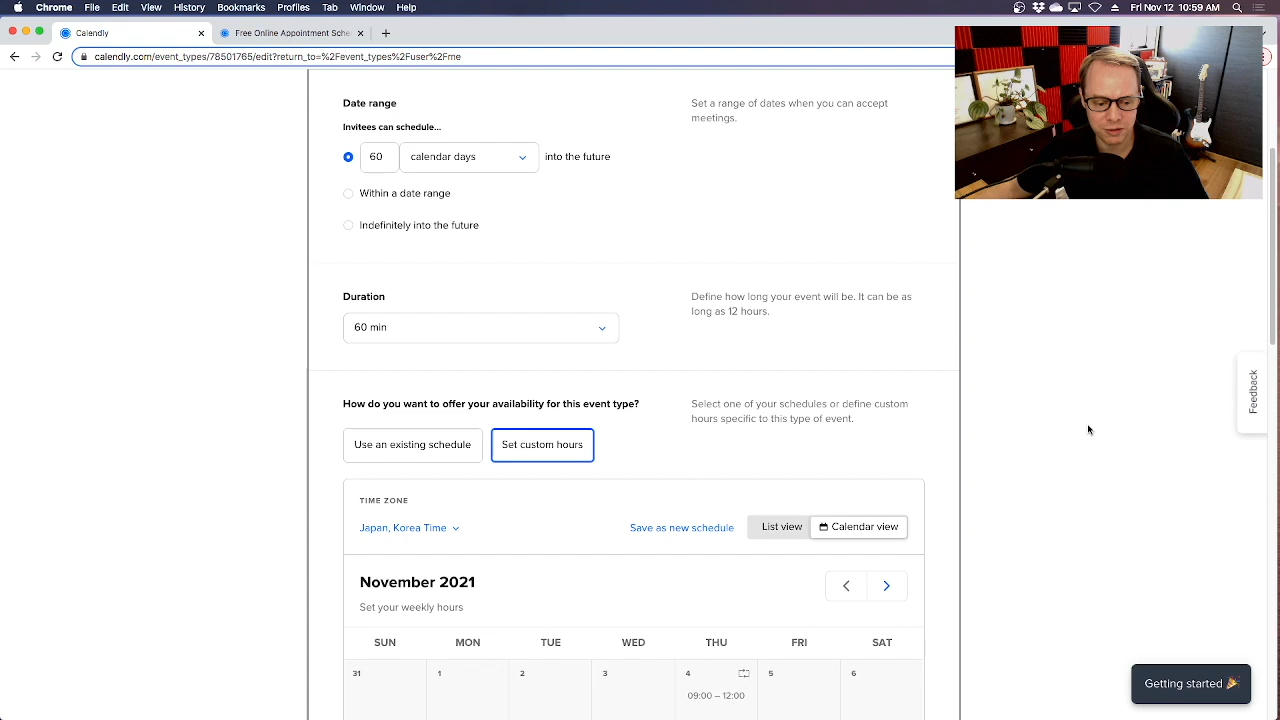 Chrome File Edit View History Bookmarks Profiles Tab Window Help Fri Nov 12 10:59 AM
Calendly
Free Online Appointment Sche
calendly.com/event_types/78501765/edit?return_to=%2Fevent_types%2Fuser%2Fme
Date range
Set a range of dates when you can accept
meetings.
Invitees can schedule...
60 calendar days into the future
Within a date range
Indefinitely into the future
Duration
Define how long your event will be. It can be as
long as 12 hours.
60 min
How do you want to offer your availability for this event type?
Select one of your schedules or define custom
hours specific to this type of event.
Use an existing schedule
Set custom hours
TIME ZONE
Japan, Korea Time
Save as new schedule
List view
Calendar view
November 2021
Set your weekly hours
SUN MON TUE WED THU FRI SAT
31 1 2 3 4 5 6
09:00 – 12:00
Feedback
Getting started 🎉